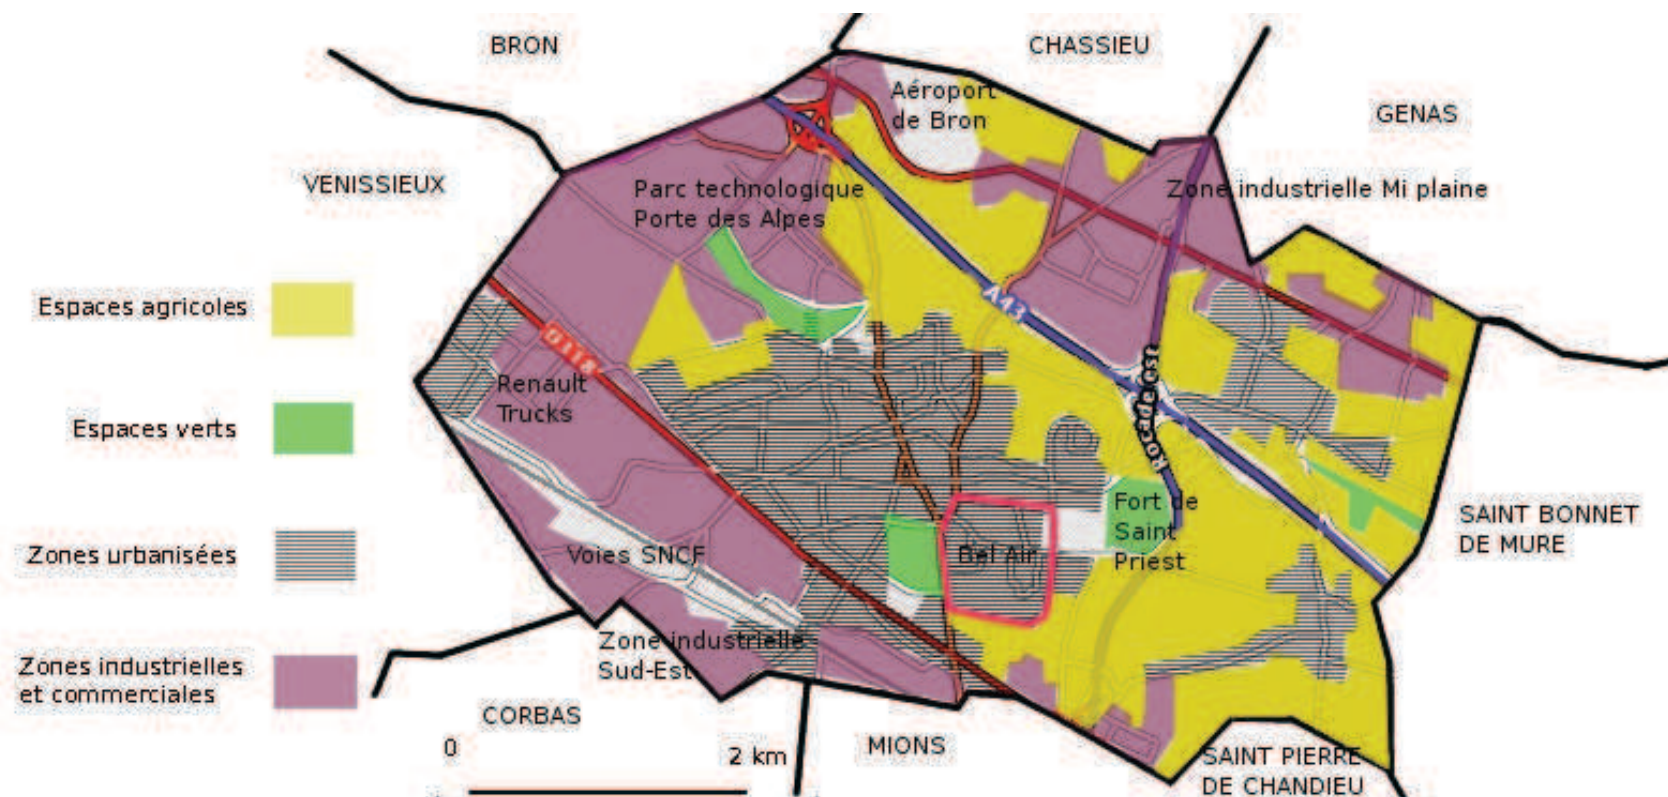 BRON
CHASSIEU
Aéroport
de Bron
GENAS
VENISSIEUX
Parc technologique
Porte des Alpes
Zone industrielle Mi plaine
Espaces agricoles
A43
D318
Rocade est
Renault
Trucks
Espaces verts
Fort de
Saint
Priest
SAINT BONNET
DE MURE
Zones urbanisées
Voies SNCF
Bel Air
Zone industrielle
Sud-Est
Zones industrielles
et commerciales
CORBAS
MIONS
SAINT PIERRE
DE CHANDIEU
0
2 km